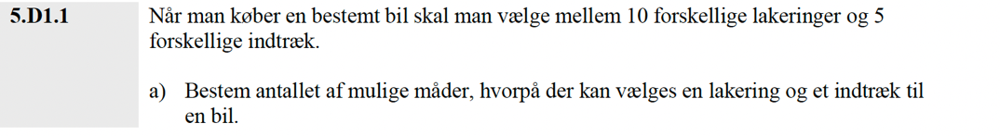 5.D1.1 Når man køber en bestemt bil skal man vælge mellem 10 forskellige lakeringer og 5
forskellige indtræk.
a) Bestem antallet af mulige måder, hvorpå der kan vælges en lakering og et indtræk til
en bil.